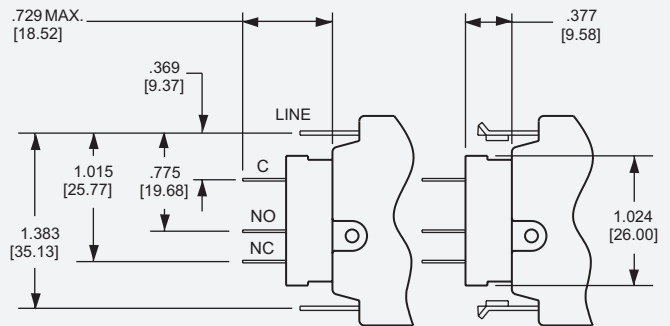 .729 MAX.
[18.52]
.377
[9.58]
.369
[9.37]
LINE
1.015
[25.77]
.775
[19.68]
C
1.383
[35.13]
NO
NC
1.024
[26.00]